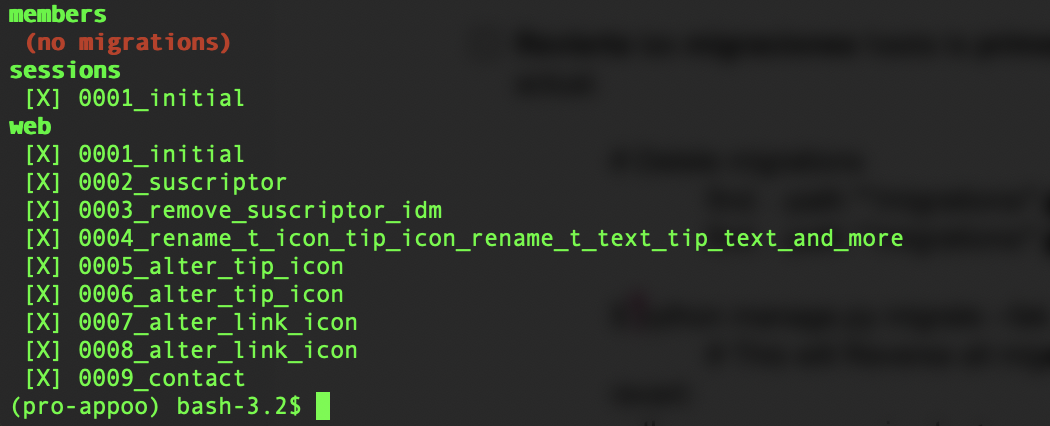 members
(no migrations)
sessions
[X] 0001_initial
web
[X] 0001_initial
[X] 0002_suscriptor
[X] 0003_remove_suscriptor_idm
[X] 0004_rename_t_icon_tip_icon_rename_t_text_tip_text_and_more
[X] 0005_alter_tip_icon
[X] 0006_alter_tip_icon
[X] 0007_alter_link_icon
[X] 0008_alter_link_icon
[X] 0009_contact
(pro-appoo) bash-3.2$